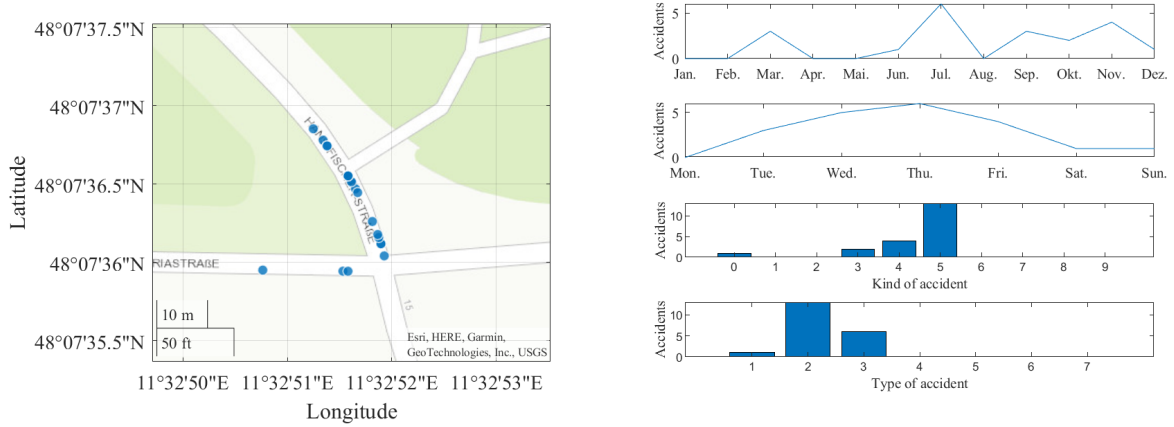 48°07'37.5"N
48°07'37"N
48°07'36.5"N
48°07'36"N
48°07'35.5"N
Latitude
RIASTRAßE
15
10 m
50 ft
Esri, HERE, Garmin,
GeoTechnologies, Inc., USGS
11°32'50"E 11°32'51"E 11°32'52"E 11°32'53"E
Longitude
Accidents
5
0
Jan. Feb. Mar. Apr. Mai. Jun. Jul. Aug. Sep. Okt. Nov. Dez.
Accidents
5
0
Mon. Tue. Wed. Thu. Fri. Sat. Sun.
Accidents
10
5
0
0 1 2 3 4 5 6 7 8 9
Kind of accident
Accidents
10
5
0
1 2 3 4 5 6 7
Type of accident